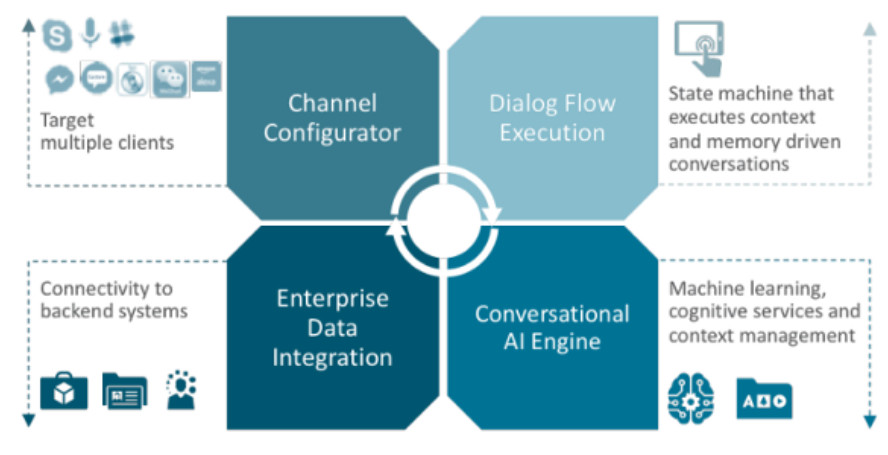 Target
multiple clients
Channel
Configurator
Dialog Flow
Execution
State machine that
executes context
and memory driven
conversations
Connectivity to
backend systems
Enterprise
Data
Integration
Conversational
AI Engine
Machine learning,
cognitive services and
context management